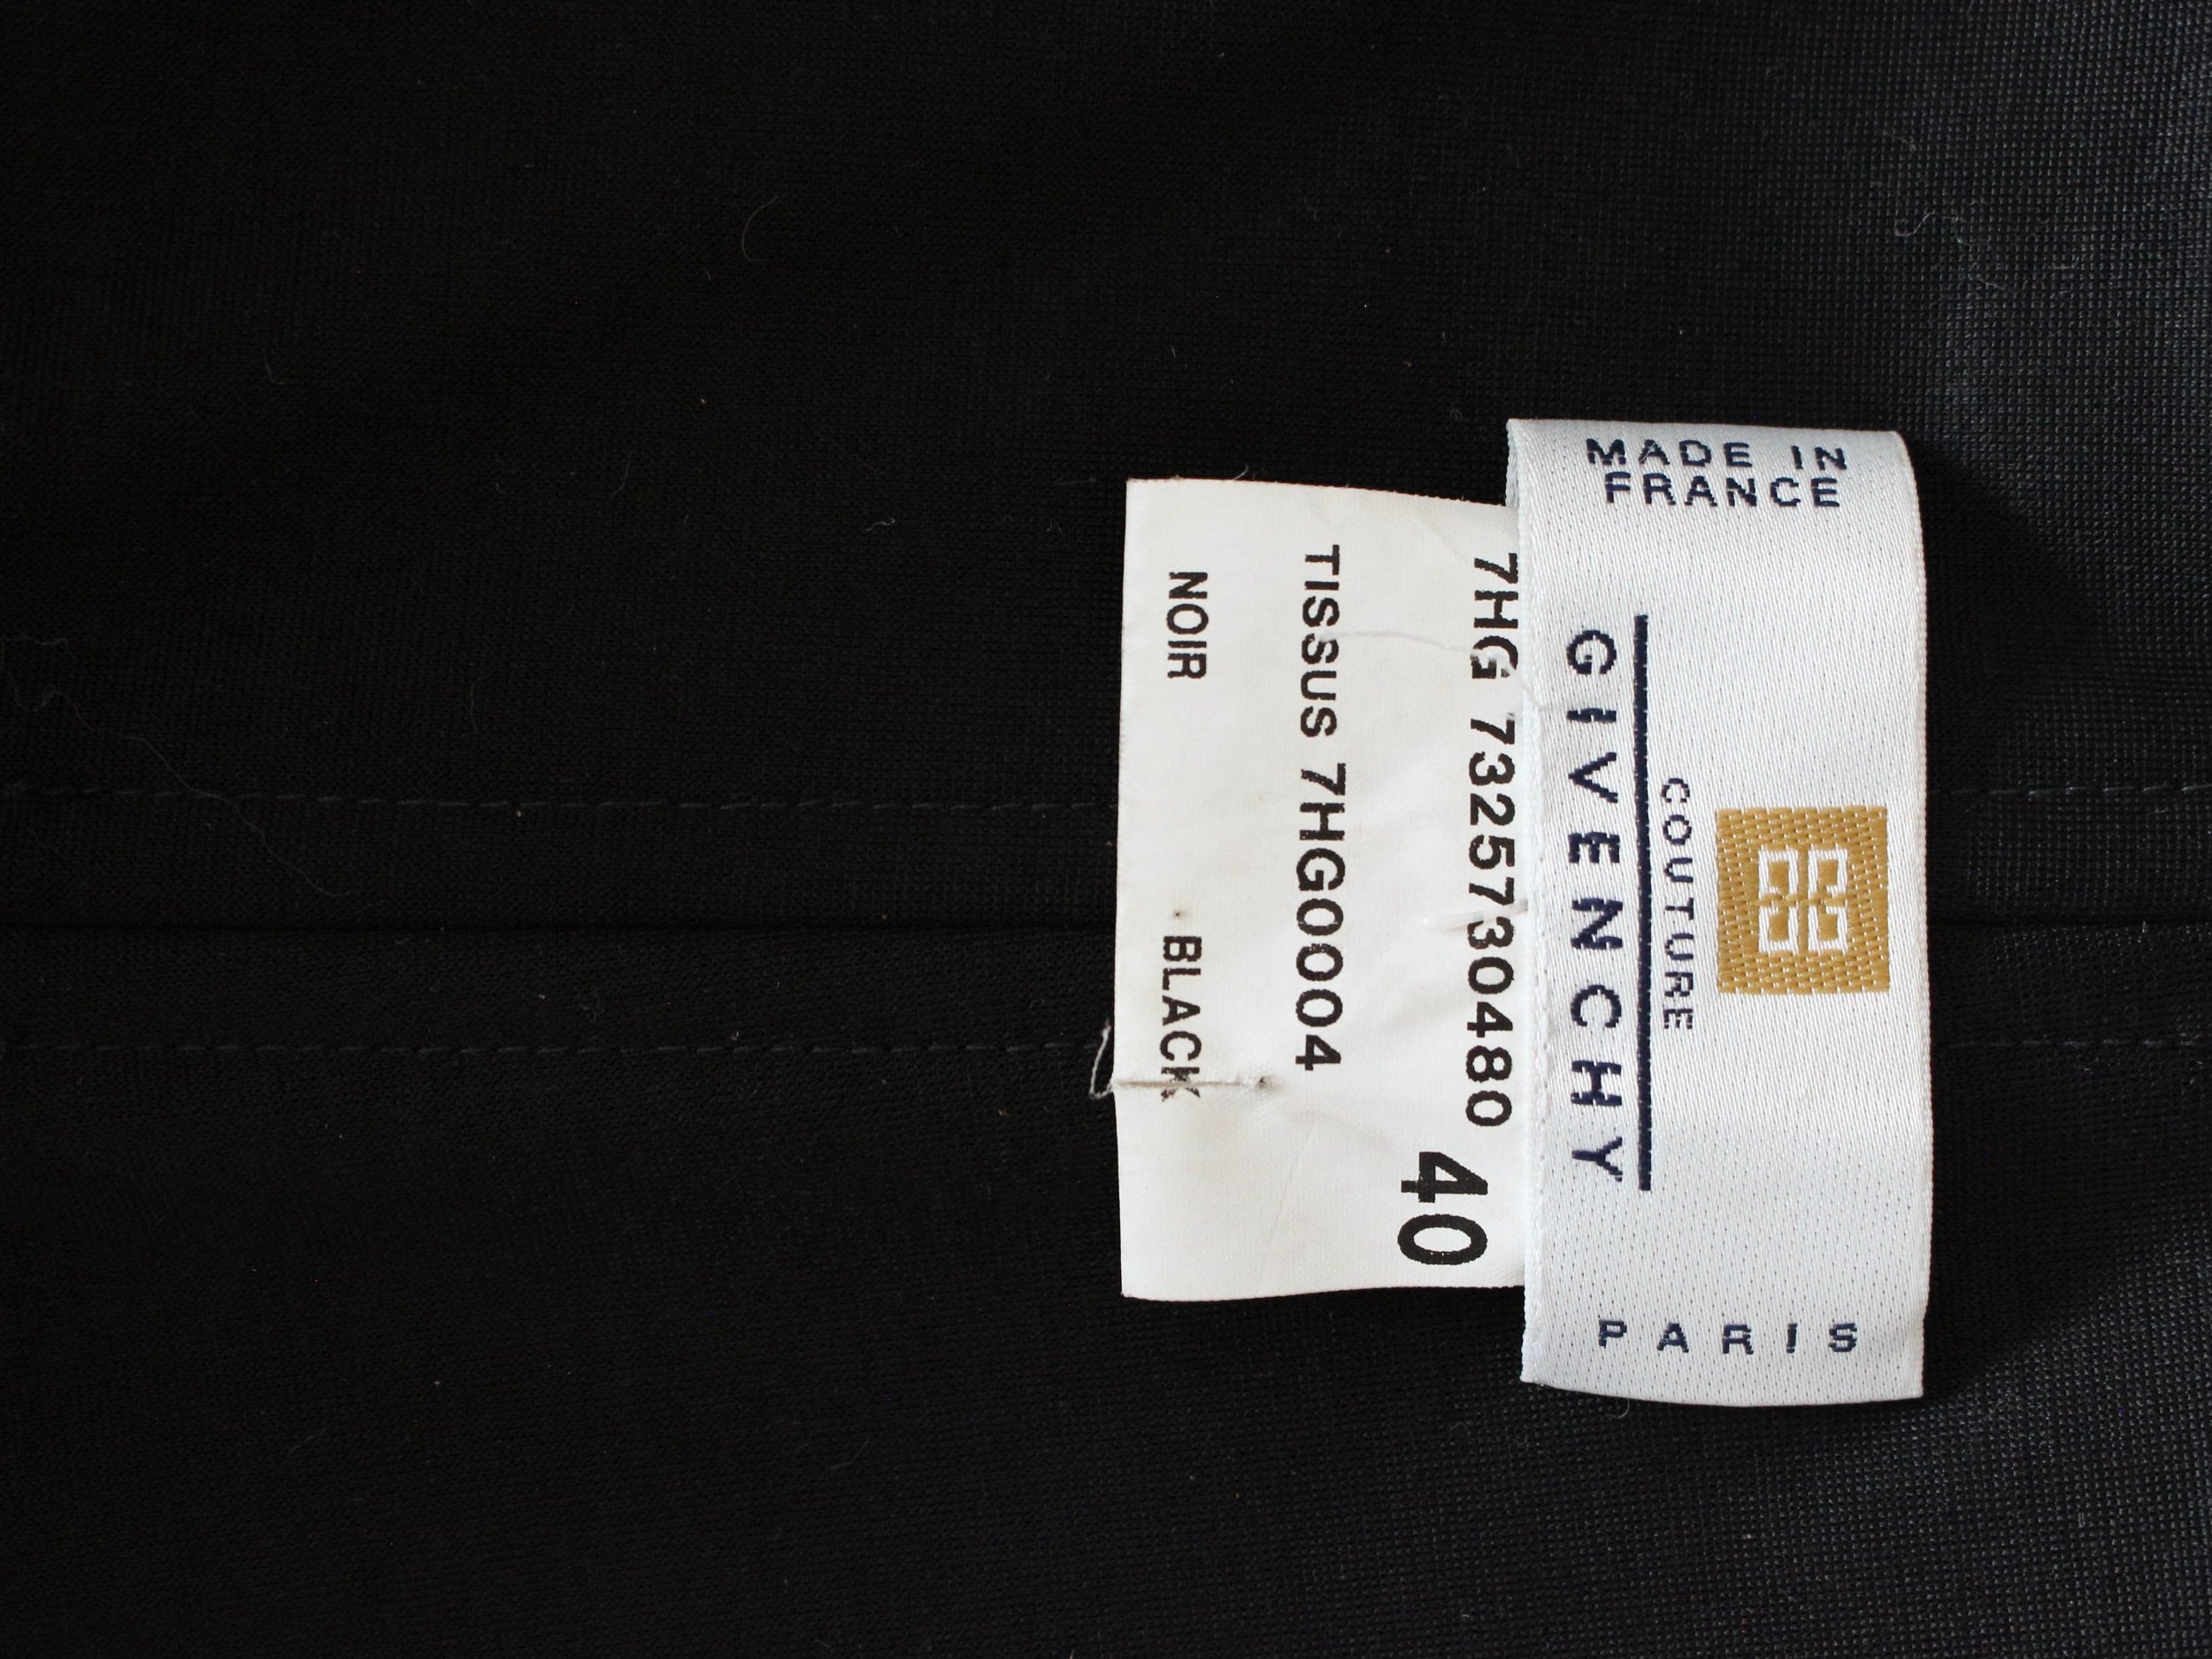 MADE IN
FRANCE
COUTURE
GIVENCHY
PARIS
7HG 7325730480
40
TISSUS 7HG0004
NOIR BLACK